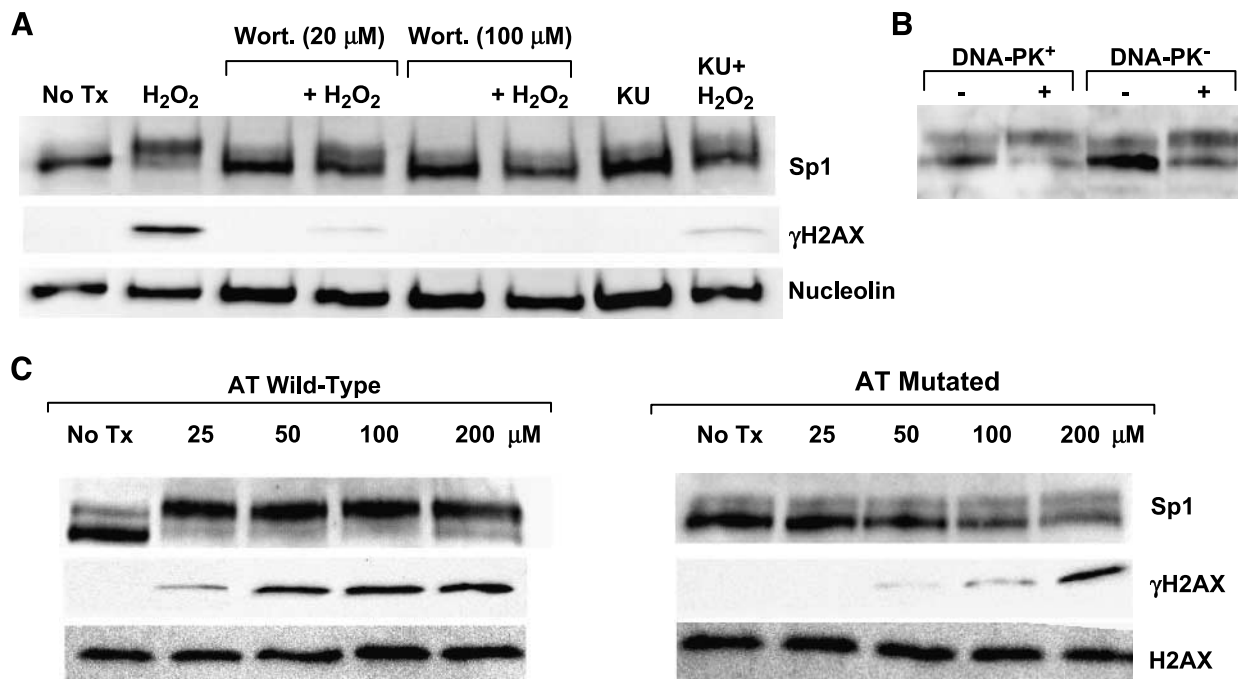 A
Wort. (20 μM) Wort. (100 μM)
No Tx H₂O₂ + H₂O₂ + H₂O₂ KU KU+ H₂O₂
Sp1
γH2AX
Nucleolin
B
DNA-PK⁺ DNA-PK⁻
- + - +
C
AT Wild-Type
No Tx 25 50 100 200 μM
AT Mutated
No Tx 25 50 100 200 μM
Sp1
γH2AX
H2AX